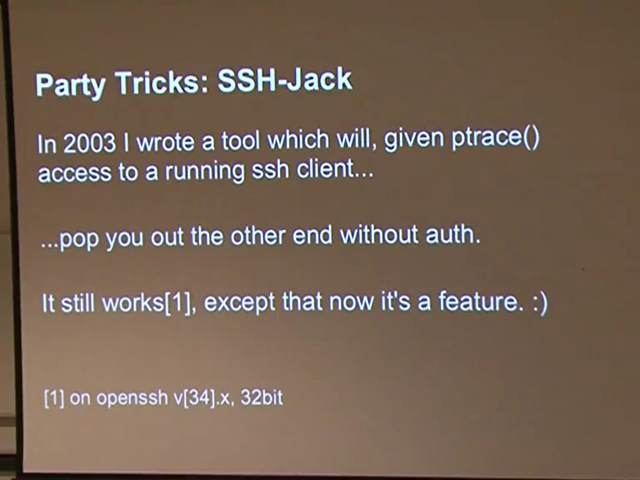 Party Tricks: SSH-Jack
In 2003 I wrote a tool which will, given ptrace()
access to a running ssh client...
...pop you out the other end without auth.
It still works[1], except that now it's a feature. :)
[1] on openssh v[34].x, 32bit